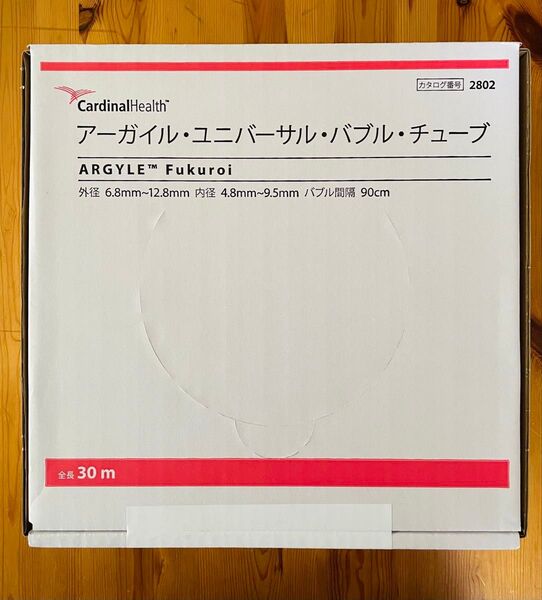 カタログ番号 2802
CardinalHealth™
アーガイル・ユニバーサル・バブル・チューブ
ARGYLE™ Fukuroi
外径 6.8mm~12.8mm 内径 4.8mm~9.5mm バブル間隔 90cm
全長 30 m